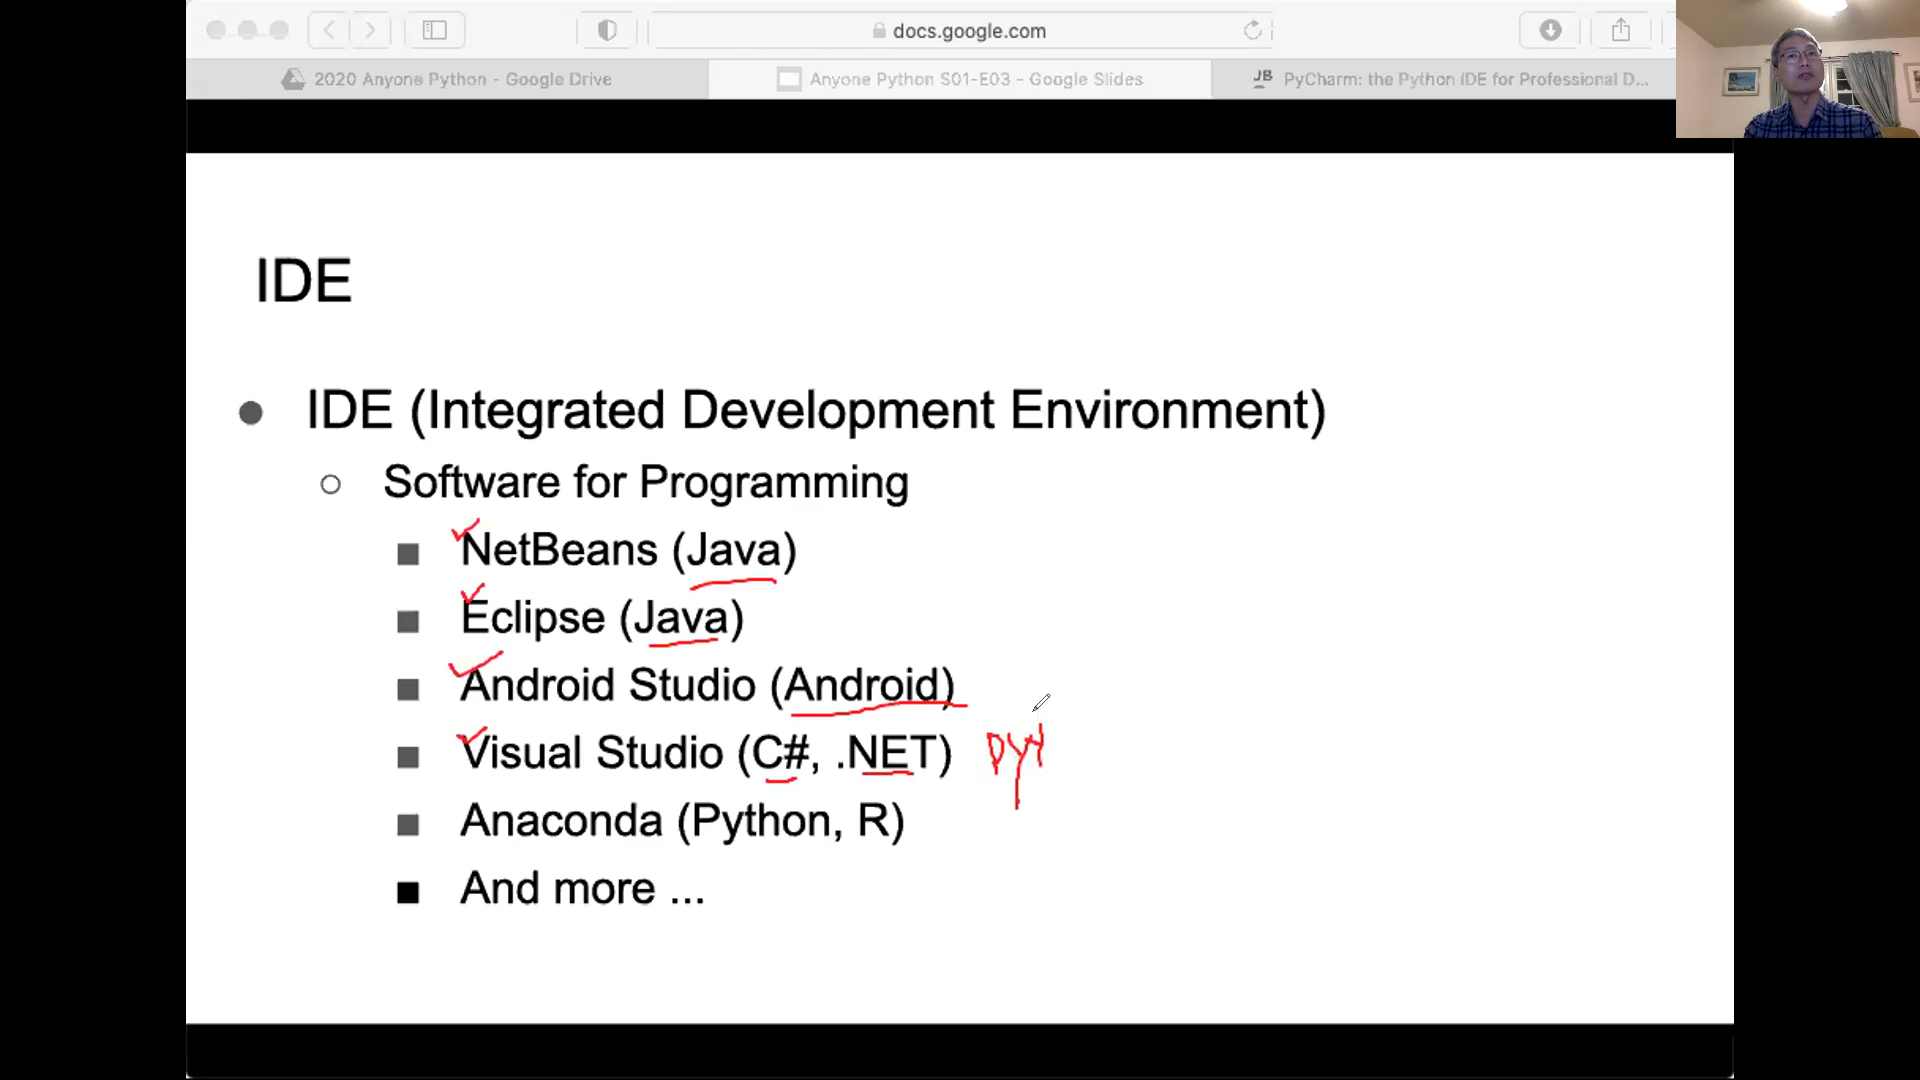 docs.google.com
2020 Anyone Python - Google Drive
Anyone Python S01-E03 - Google Slides
JB PyCharm: the Python IDE for Professional D...
IDE
IDE (Integrated Development Environment)
Software for Programming
NetBeans (Java)
Eclipse (Java)
Android Studio (Android)
Visual Studio (C#, .NET) PY
Anaconda (Python, R)
And more ...